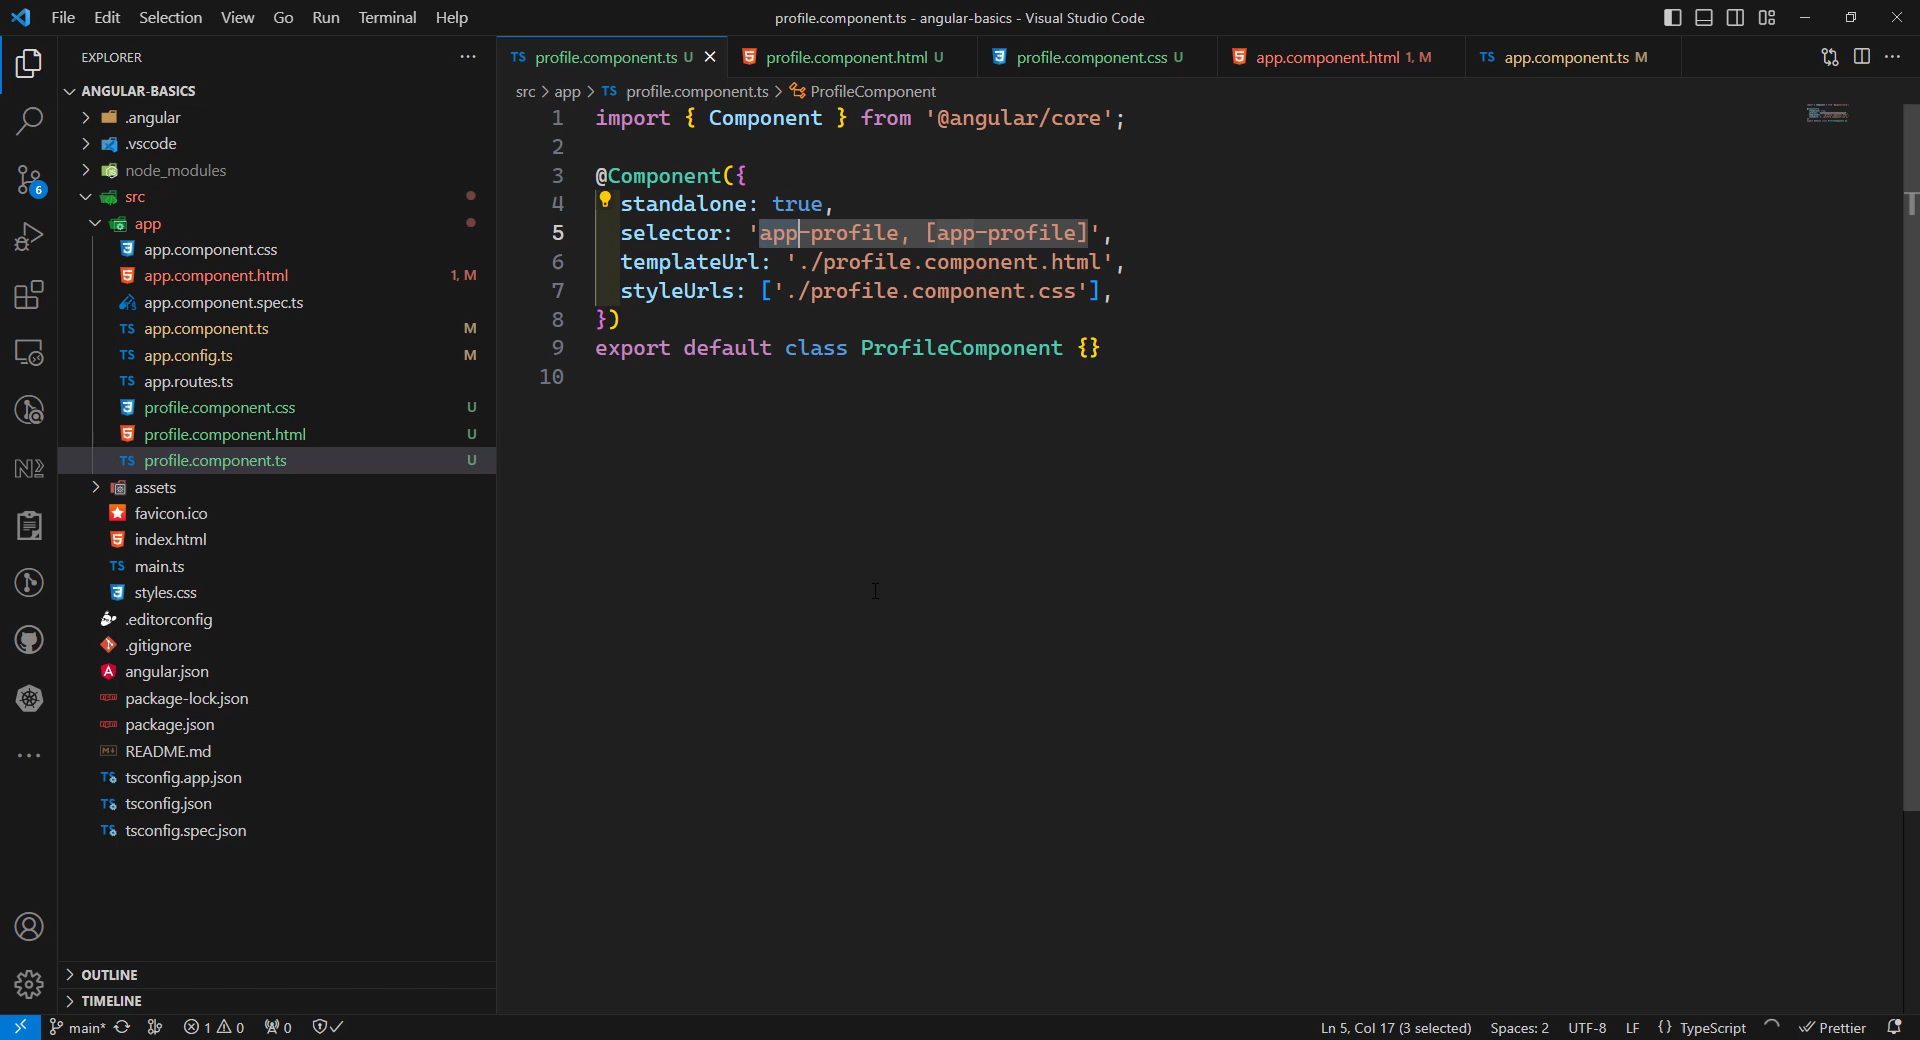 File Edit Selection View Go Run Terminal Help
profile.component.ts - angular-basics - Visual Studio Code
EXPLORER
ANGULAR-BASICS
.angular
.vscode
node_modules
src
app
app.component.css
app.component.html 1, M
app.component.spec.ts
TS app.component.ts M
TS app.config.ts M
TS app.routes.ts
profile.component.css U
profile.component.html U
TS profile.component.ts U
assets
favicon.ico
index.html
TS main.ts
styles.css
.editorconfig
.gitignore
angular.json
package-lock.json
package.json
README.md
tsconfig.app.json
tsconfig.json
tsconfig.spec.json
OUTLINE
TIMELINE
6
TS profile.component.ts U
profile.component.html U
profile.component.css U
app.component.html 1, M
TS app.component.ts M
src > app > TS profile.component.ts > ProfileComponent
1 import { Component } from '@angular/core';
2
3 @Component({
4 standalone: true,
5 selector: 'app-profile, [app-profile]',
6 templateUrl: './profile.component.html',
7 styleUrls: ['./profile.component.css'],
8 })
9 export default class ProfileComponent {}
10
main* 1 0 0
Ln 5, Col 17 (3 selected) Spaces: 2 UTF-8 LF {} TypeScript Prettier